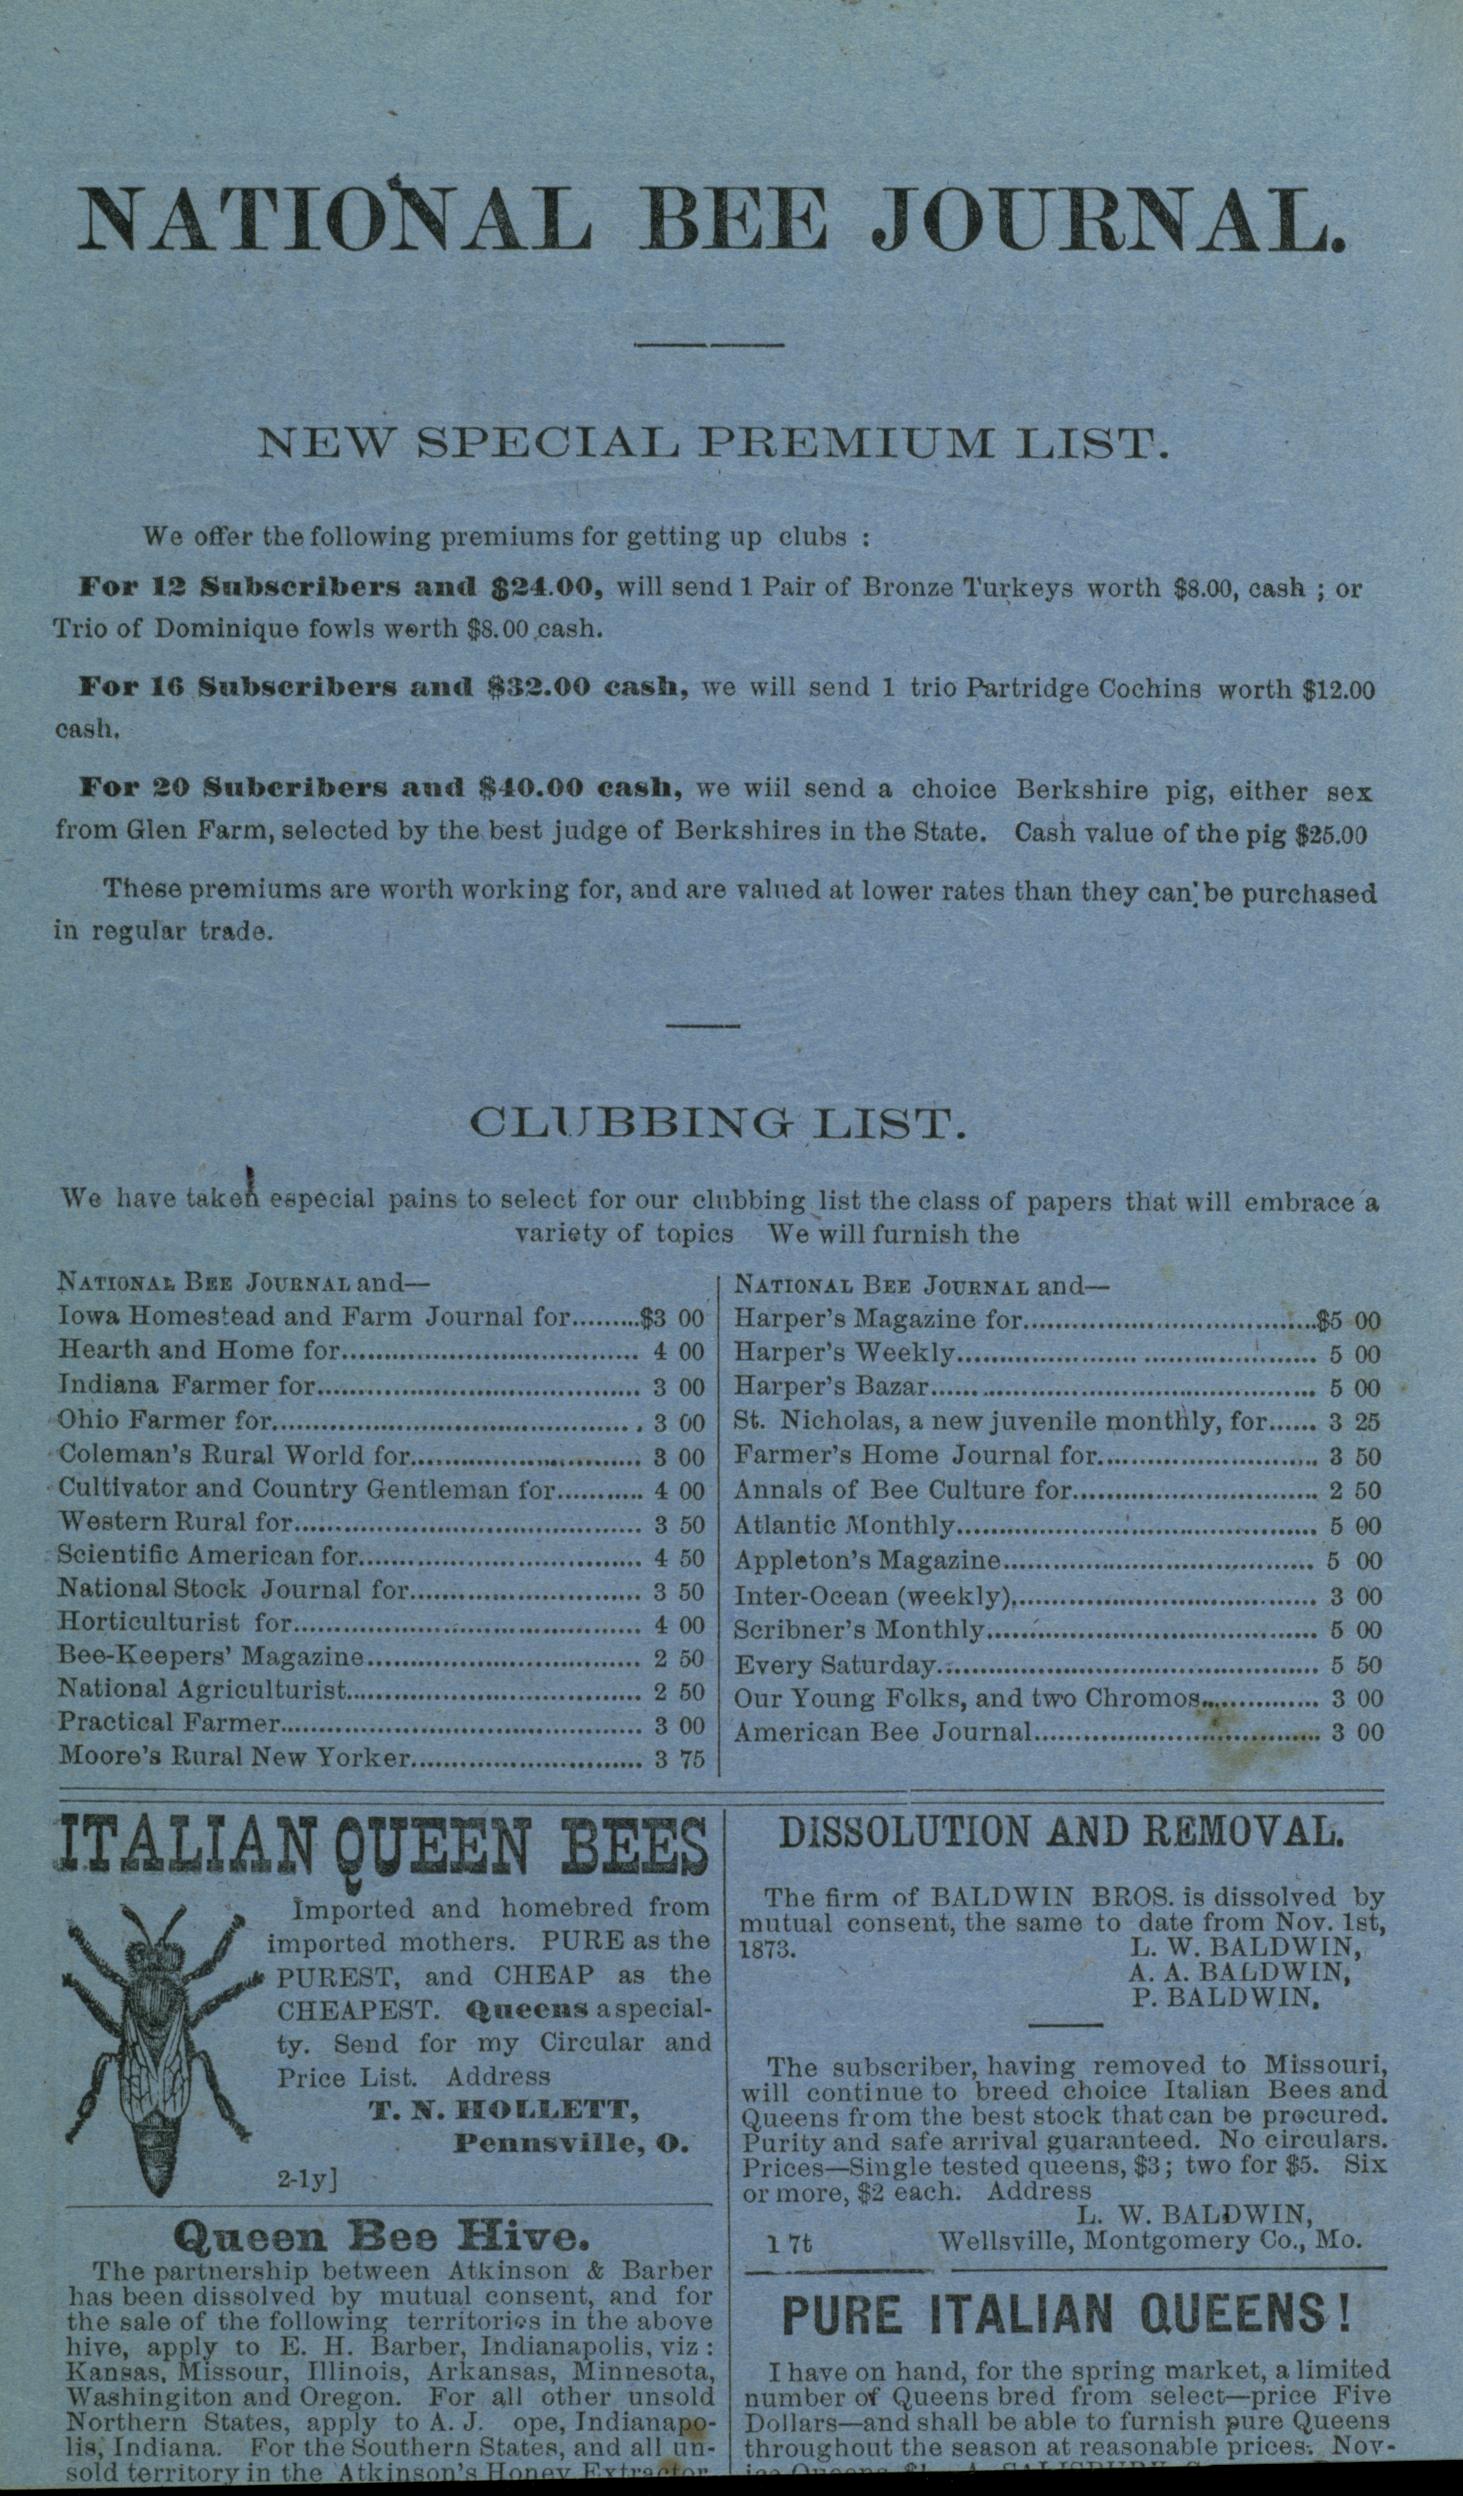 NATIONAL BEE JOURNAL.
NEW SPECIAL PREMIUM LIST.
We offer the following premiums for getting up clubs :
For 12 Subscribers and $24.00, will send 1 Pair of Bronze Turkeys worth $8.00, cash ; or
Trio of Dominique fowls worth $8.00 cash.
For 16 Subscribers and $32.00 cash, we will send 1 trio Partridge Cochins worth $12.00
cash.
For 20 Subcribers and $40.00 cash, we wiil send a choice Berkshire pig, either sex
from Glen Farm, selected by the best judge of Berkshires in the State. Cash value of the pig $25.00
These premiums are worth working for, and are valued at lower rates than they can be purchased
in regular trade.
CLUBBING LIST.
We have taken especial pains to select for our clubbing list the class of papers that will embrace a
variety of topics We will furnish the
NATIONAL BEE JOURNAL and—
Iowa Homestead and Farm Journal for.........$3 00
Hearth and Home for.................................... 4 00
Indiana Farmer for....................................... 3 00
Ohio Farmer for............................................ 3 00
Coleman's Rural World for............................ 3 00
Cultivator and Country Gentleman for........... 4 00
Western Rural for.......................................... 3 50
Scientific American for.................................. 4 50
National Stock Journal for............................ 3 50
Horticulturist for.......................................... 4 00
Bee-Keepers' Magazine................................. 2 50
National Agriculturist.................................... 2 50
Practical Farmer............................................ 3 00
Moore's Rural New Yorker............................ 3 75
NATIONAL BEE JOURNAL and—
Harper's Magazine for....................................$5 00
Harper's Weekly............................................ 5 00
Harper's Bazar............................................... 5 00
St. Nicholas, a new juvenile monthly, for...... 3 25
Farmer's Home Journal for........................... 3 50
Annals of Bee Culture for.............................. 2 50
Atlantic Monthly............................................ 5 00
Appleton's Magazine...................................... 5 00
Inter-Ocean (weekly)..................................... 3 00
Scribner's Monthly........................................ 5 00
Every Saturday.............................................. 5 50
Our Young Folks, and two Chromos.............. 3 00
American Bee Journal................................... 3 00
ITALIAN QUEEN BEES
Imported and homebred from
imported mothers. PURE as the
PUREST, and CHEAP as the
CHEAPEST. Queens a special-
ty. Send for my Circular and
Price List. Address
T. N. HOLLETT,
Pennsville, O.
2-1y]
Queen Bee Hive.
The partnership between Atkinson & Barber
has been dissolved by mutual consent, and for
the sale of the following territories in the above
hive, apply to E. H. Barber, Indianapolis, viz :
Kansas, Missour, Illinois, Arkansas, Minnesota,
Washingiton and Oregon. For all other unsold
Northern States, apply to A. J. ope, Indianapo-
lis, Indiana. For the Southern States, and all un-
sold territory in the Atkinson's Honey Extractor
DISSOLUTION AND REMOVAL.
The firm of BALDWIN BROS. is dissolved by
mutual consent, the same to date from Nov. 1st,
1873. L. W. BALDWIN,
A. A. BALDWIN,
P. BALDWIN.
The subscriber, having removed to Missouri,
will continue to breed choice Italian Bees and
Queens from the best stock that can be procured.
Purity and safe arrival guaranteed. No circulars.
Prices—Single tested queens, $3; two for $5. Six
or more, $2 each. Address
L. W. BALDWIN,
1 7t Wellsville, Montgomery Co., Mo.
PURE ITALIAN QUEENS!
I have on hand, for the spring market, a limited
number of Queens bred from select—price Five
Dollars—and shall be able to furnish pure Queens
throughout the season at reasonable prices. Nov-
ice Queens